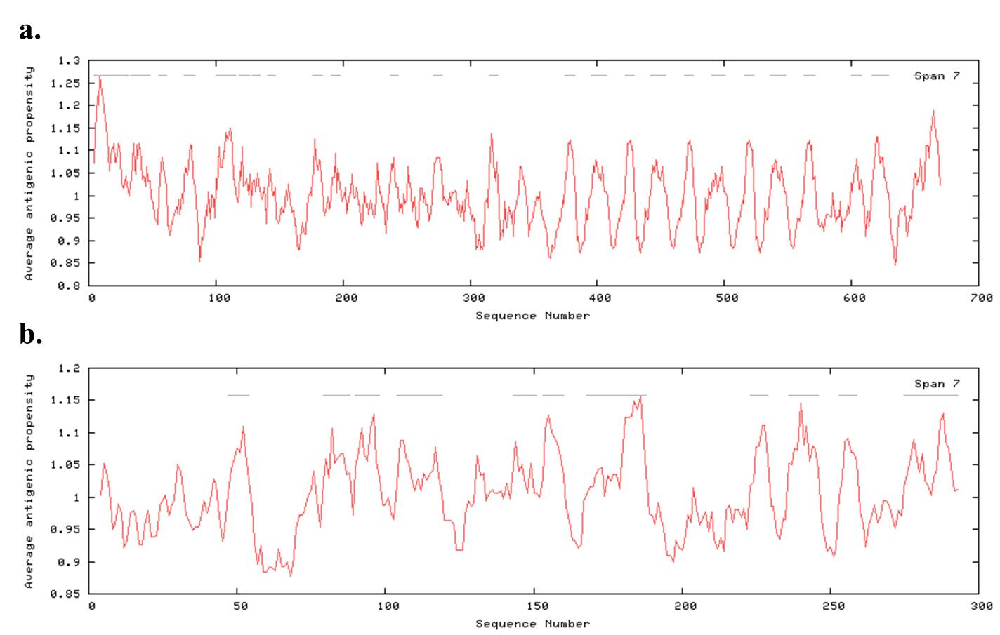 a.
Average antigenic propensity
1.3
1.25
1.2
1.15
1.1
1.05
1
0.95
0.9
0.85
0.8
Span 7
0 100 200 300 400 500 600 700
Sequence Number
b.
Average antigenic propensity
1.2
1.15
1.1
1.05
1
0.95
0.9
0.85
Span 7
0 50 100 150 200 250 300
Sequence Number